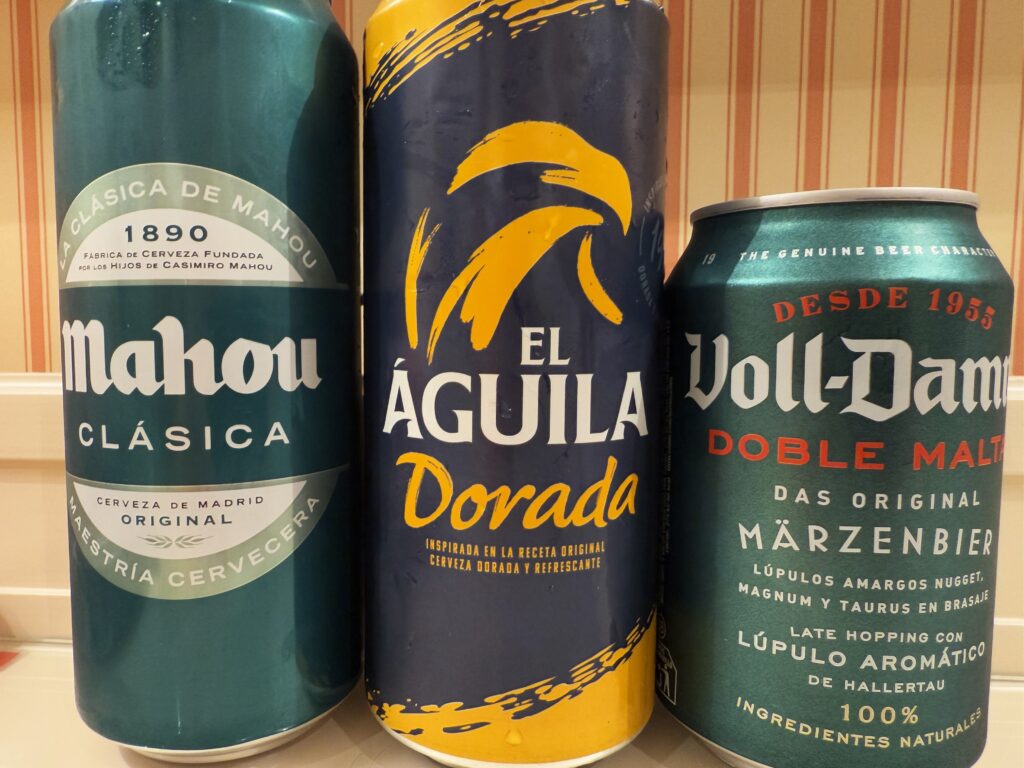 LA CLÁSICA DE MAHOU
1890
FÁBRICA DE CERVEZA FUNDADA
POR LOS HIJOS DE CASIMIRO MAHOU
Mahou
CLÁSICA
CERVEZA DE MADRID
ORIGINAL
MAESTRÍA CERVECERA
EL
ÁGUILA
Dorada
INSPIRADA EN LA RECETA ORIGINAL
CERVEZA DORADA Y REFRESCANTE
19 THE GENUINE BEER CHARACTE
DESDE 1955
Voll-Damm
DOBLE MALTA
DAS ORIGINAL
MÄRZENBIER
LÚPULOS AMARGOS NUGGET,
MAGNUM Y TAURUS EN BRASAJE
LATE HOPPING CON
LÚPULO AROMÁTICO
DE HALLERTAU
100%
INGREDIENTES NATURALES